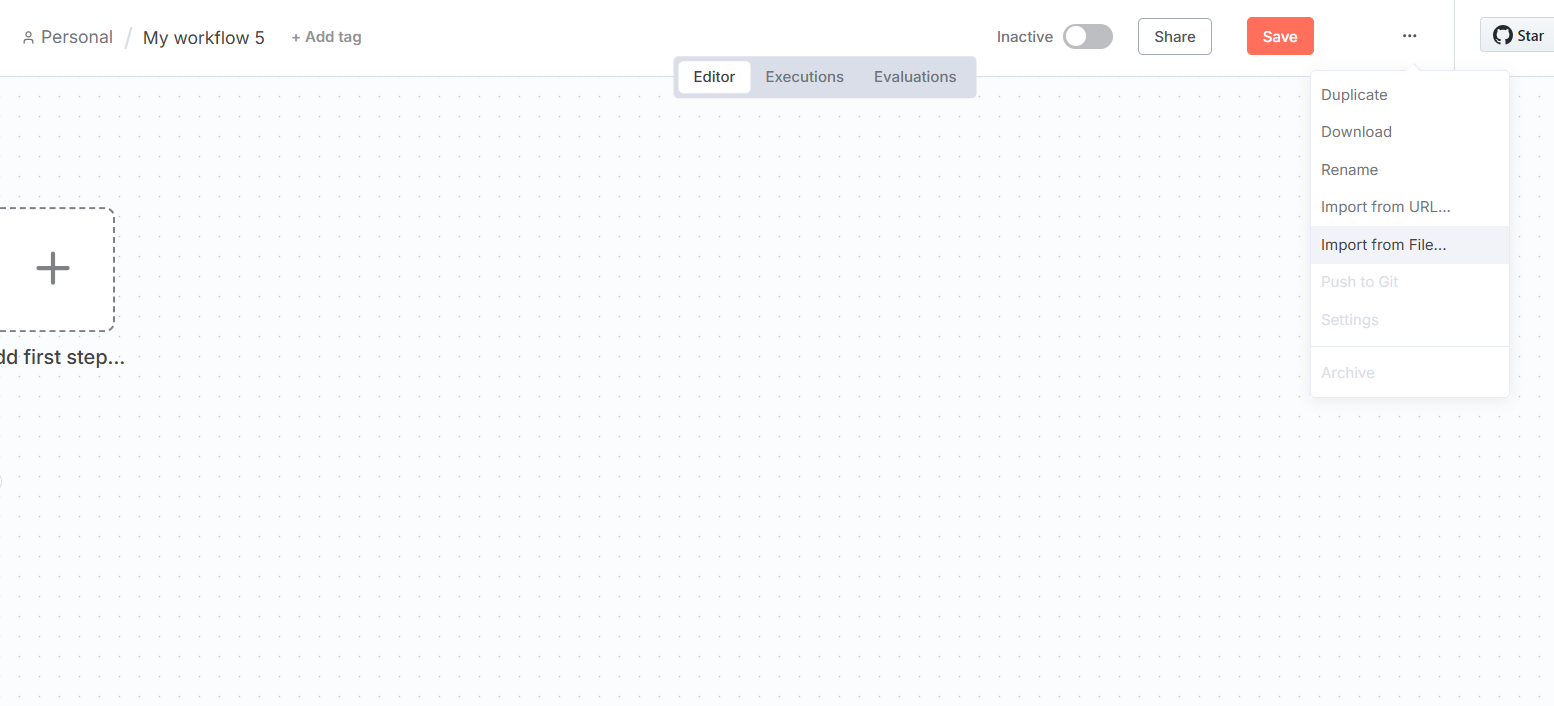 Personal / My workflow 5 + Add tag Inactive Share Save ... Star
Editor Executions Evaluations
Duplicate
Download
Rename
Import from URL...
Import from File...
Push to Git
Settings
Archive
dd first step...